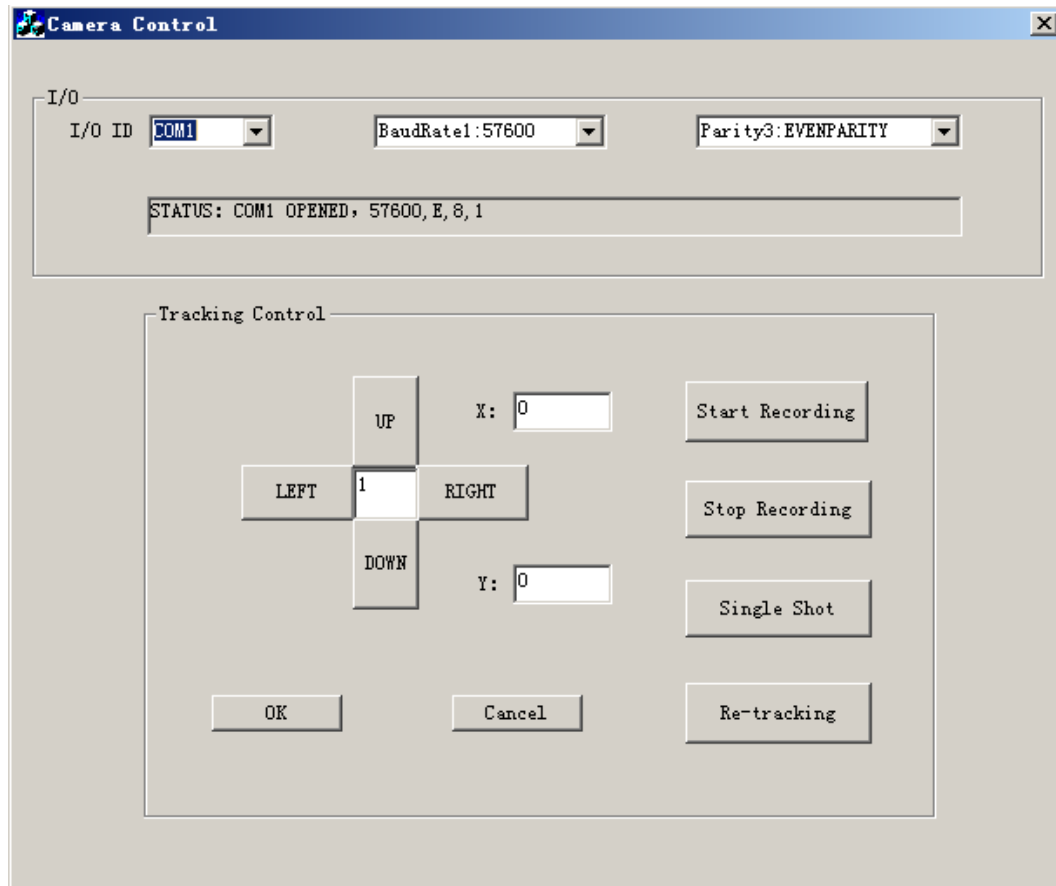 Camera Control
I/O
I/O ID COM1 BaudRate1:57600 Parity3:EVENPARITY
STATUS: COM1 OPENED，57600,E,8,1
Tracking Control
UP
X: 0
Start Recording
LEFT 1 RIGHT
Stop Recording
DOWN
Y: 0
Single Shot
OK Cancel Re-tracking